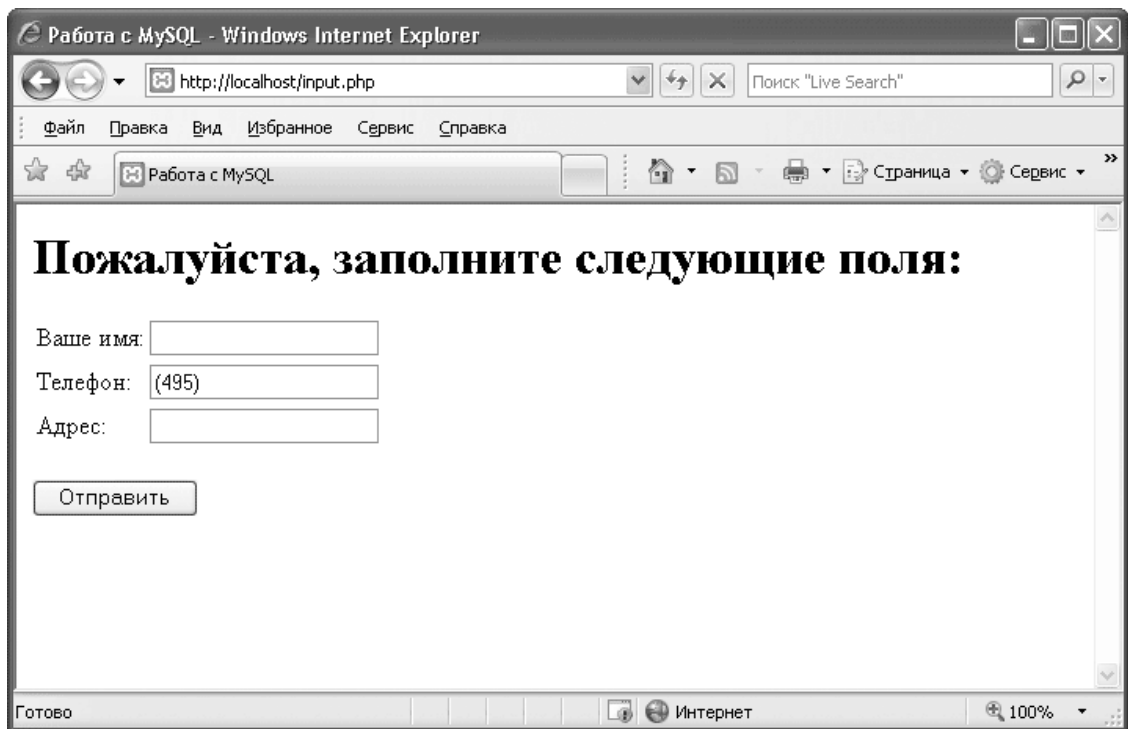 Работа с MySQL - Windows Internet Explorer
http://localhost/input.php
Поиск "Live Search"
Файл Правка Вид Избранное Сервис Справка
Работа с MySQL
Страница Сервис »
Пожалуйста, заполните следующие поля:
Ваше имя:
Телефон: (495)
Адрес:
Отправить
Готово Интернет 100%